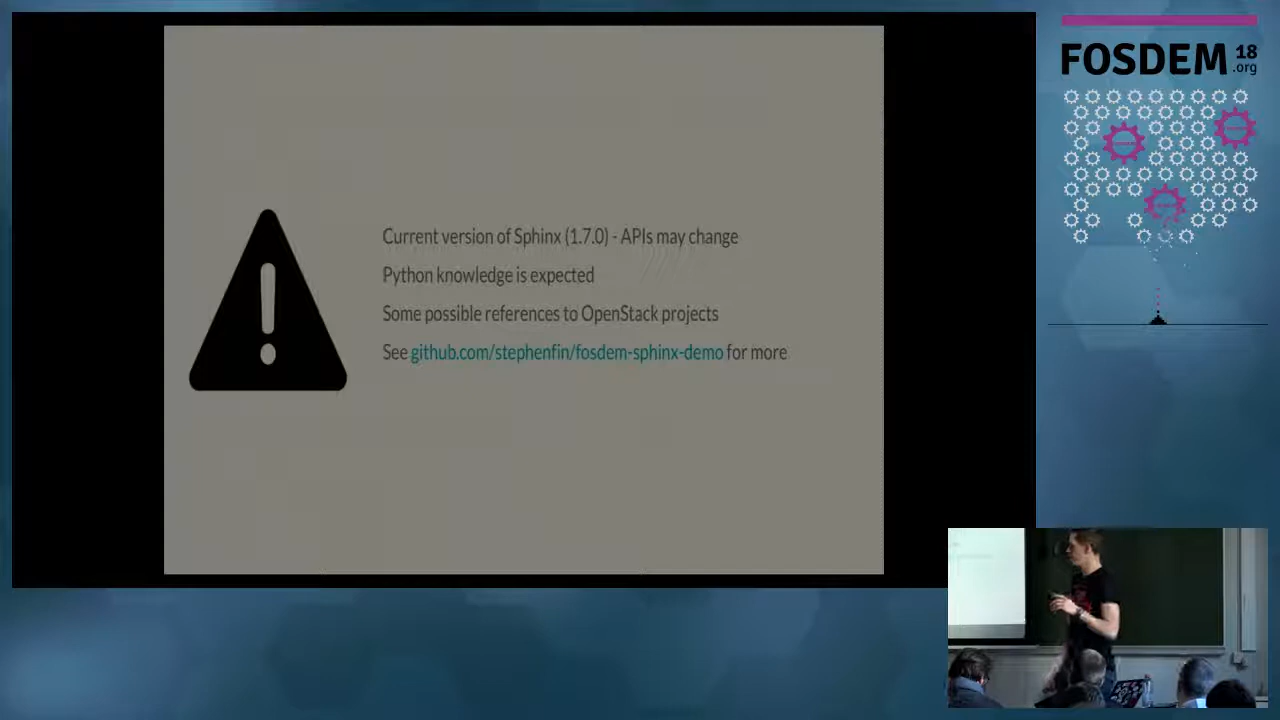 Current version of Sphinx (1.7.0) - APIs may change
Python knowledge is expected
Some possible references to OpenStack projects
See github.com/stephenfin/fosdem-sphinx-demo for more
FOSDEM 18
.org